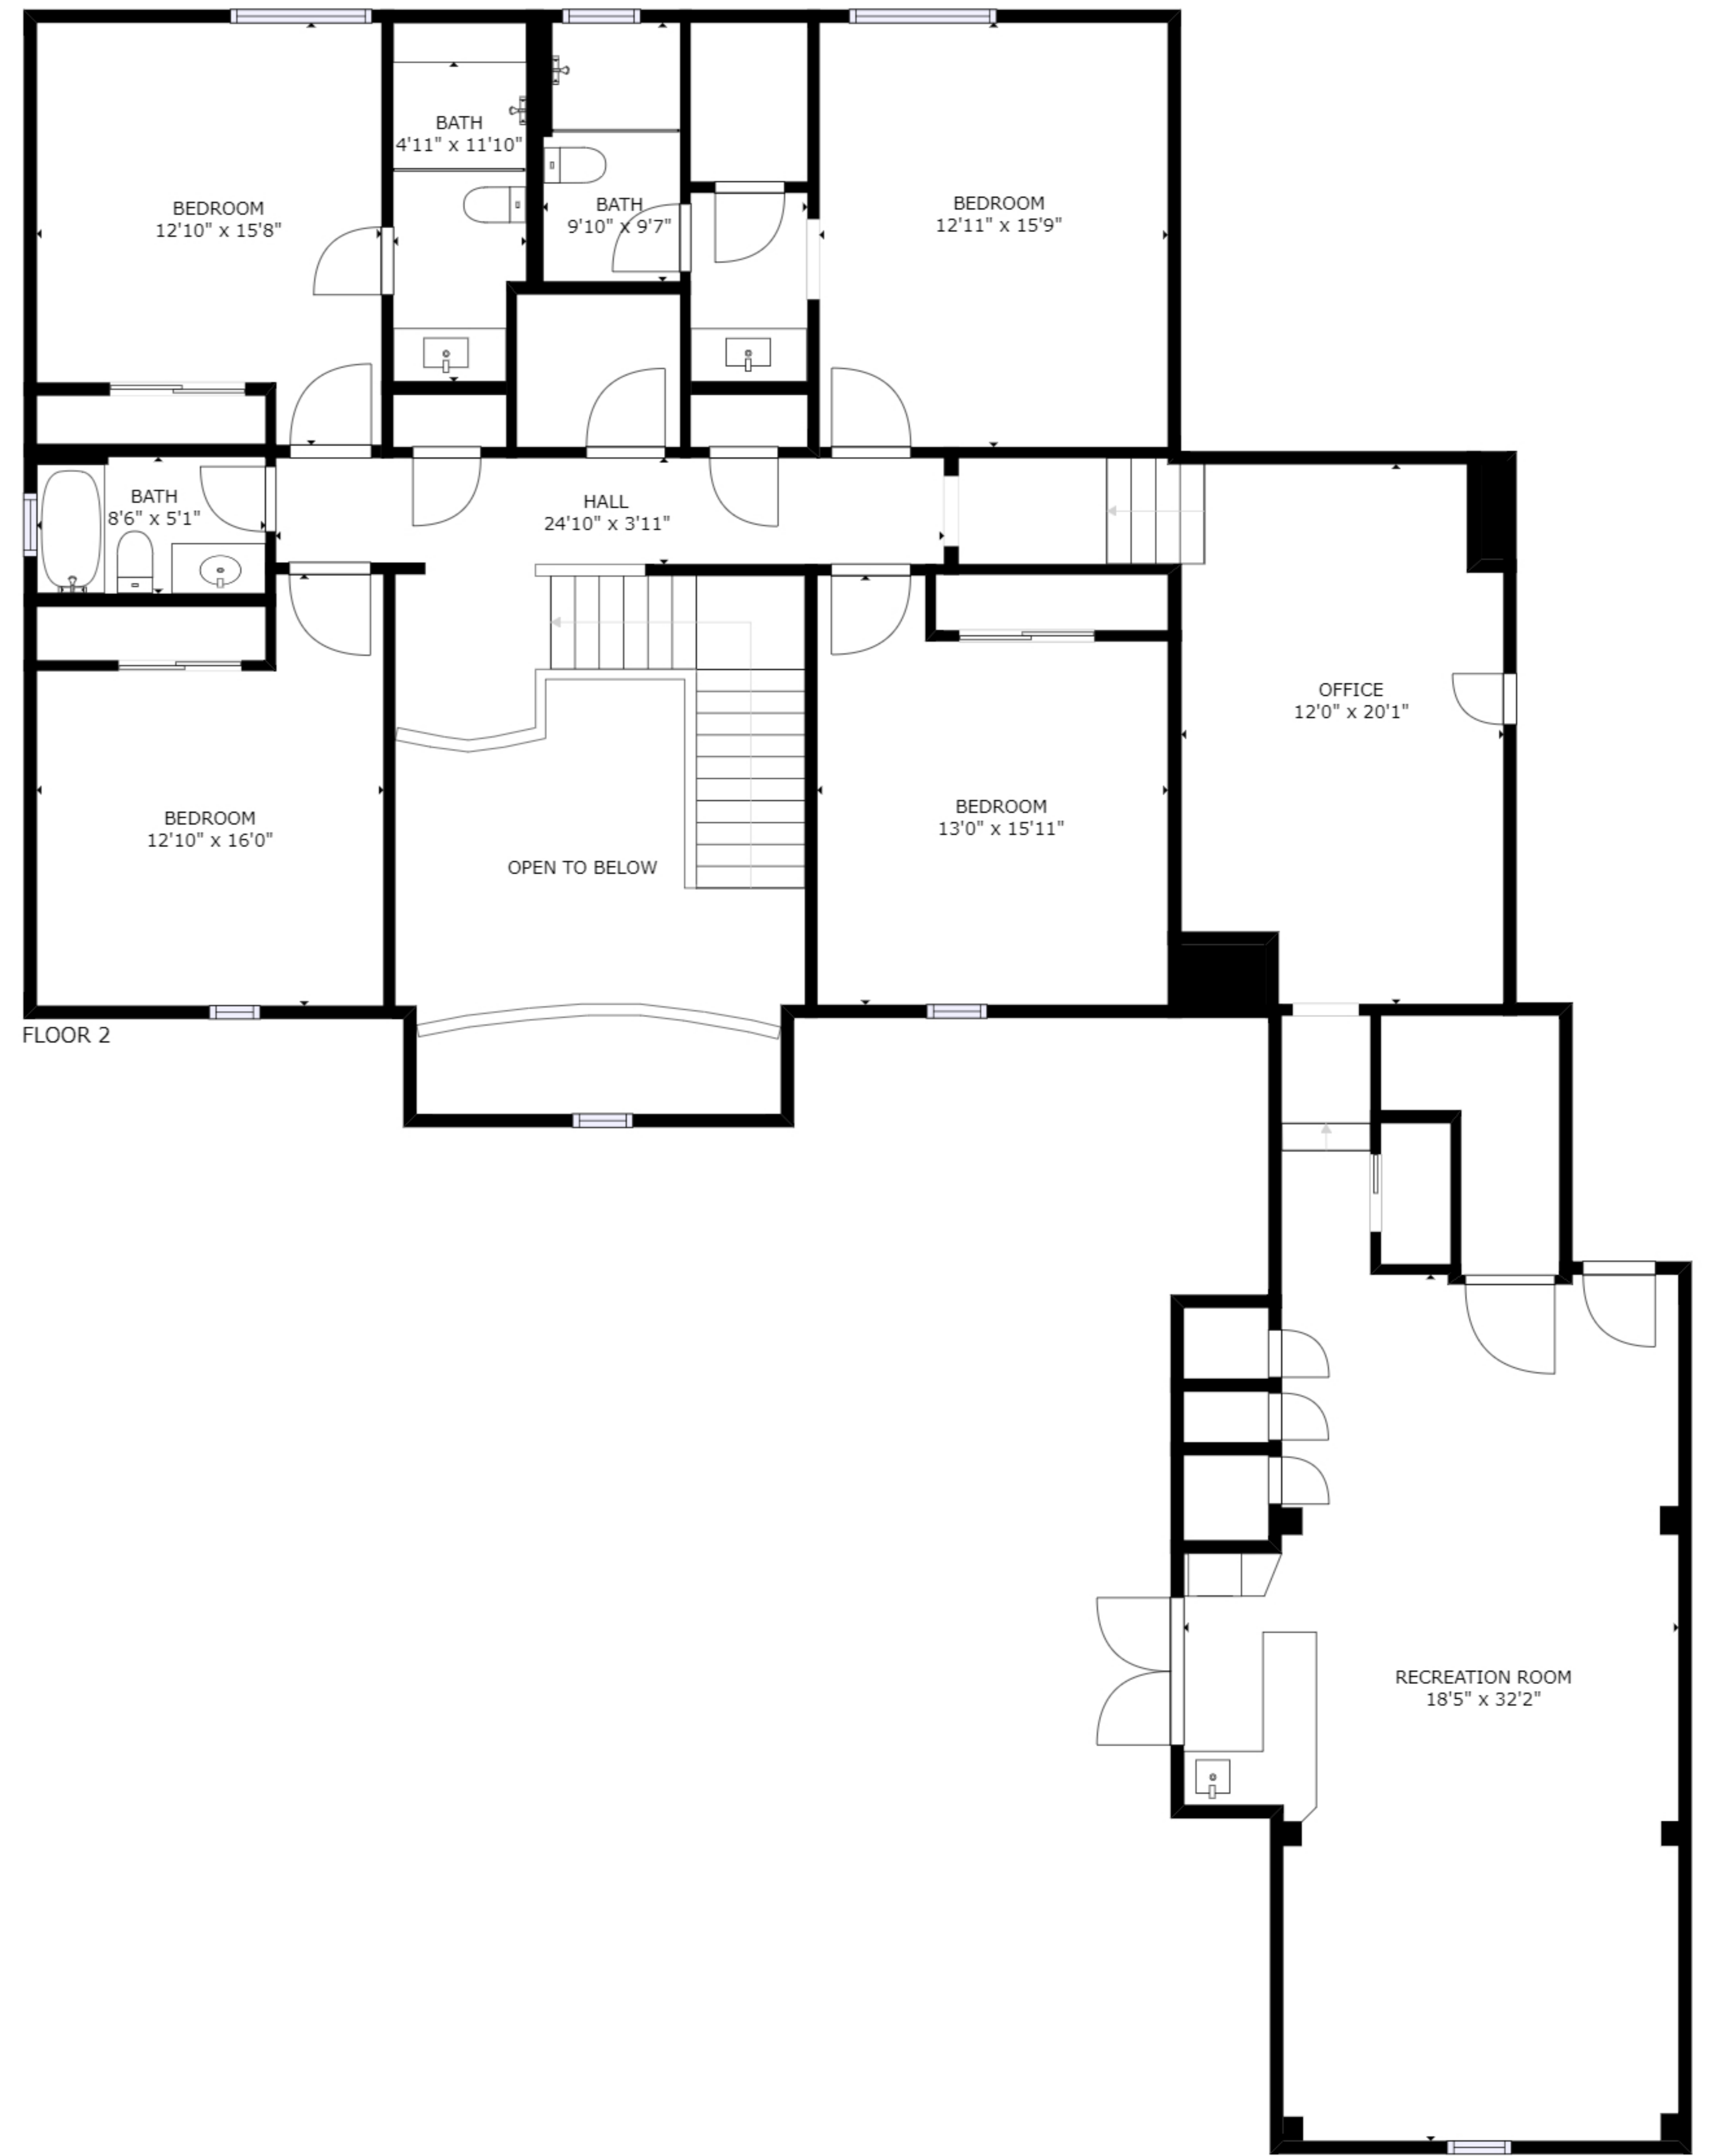 BEDROOM
12'10" x 15'8"
BATH
4'11" x 11'10"
BATH
9'10" x 9'7"
BEDROOM
12'11" x 15'9"
BATH
8'6" x 5'1"
HALL
24'10" x 3'11"
OFFICE
12'0" x 20'1"
BEDROOM
12'10" x 16'0"
OPEN TO BELOW
BEDROOM
13'0" x 15'11"
FLOOR 2
RECREATION ROOM
18'5" x 32'2"